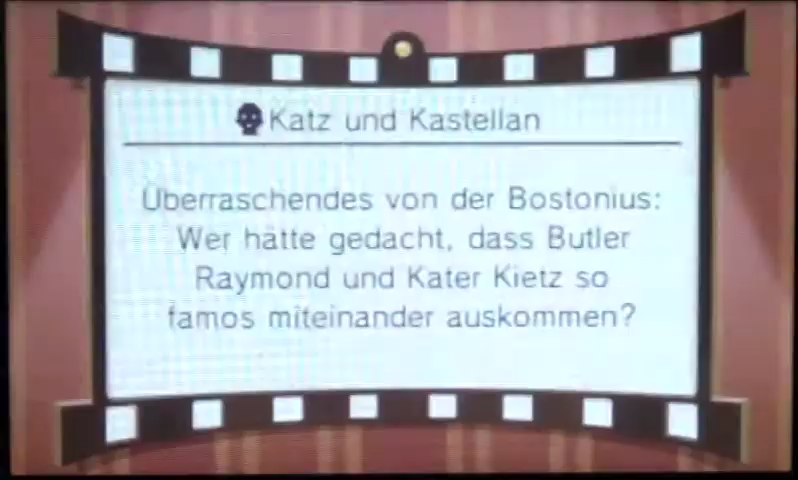 Katz und Kastellan
Überraschendes von der Bostonius:
Wer hätte gedacht, dass Butler
Raymond und Kater Kietz so
famos miteinander auskommen?